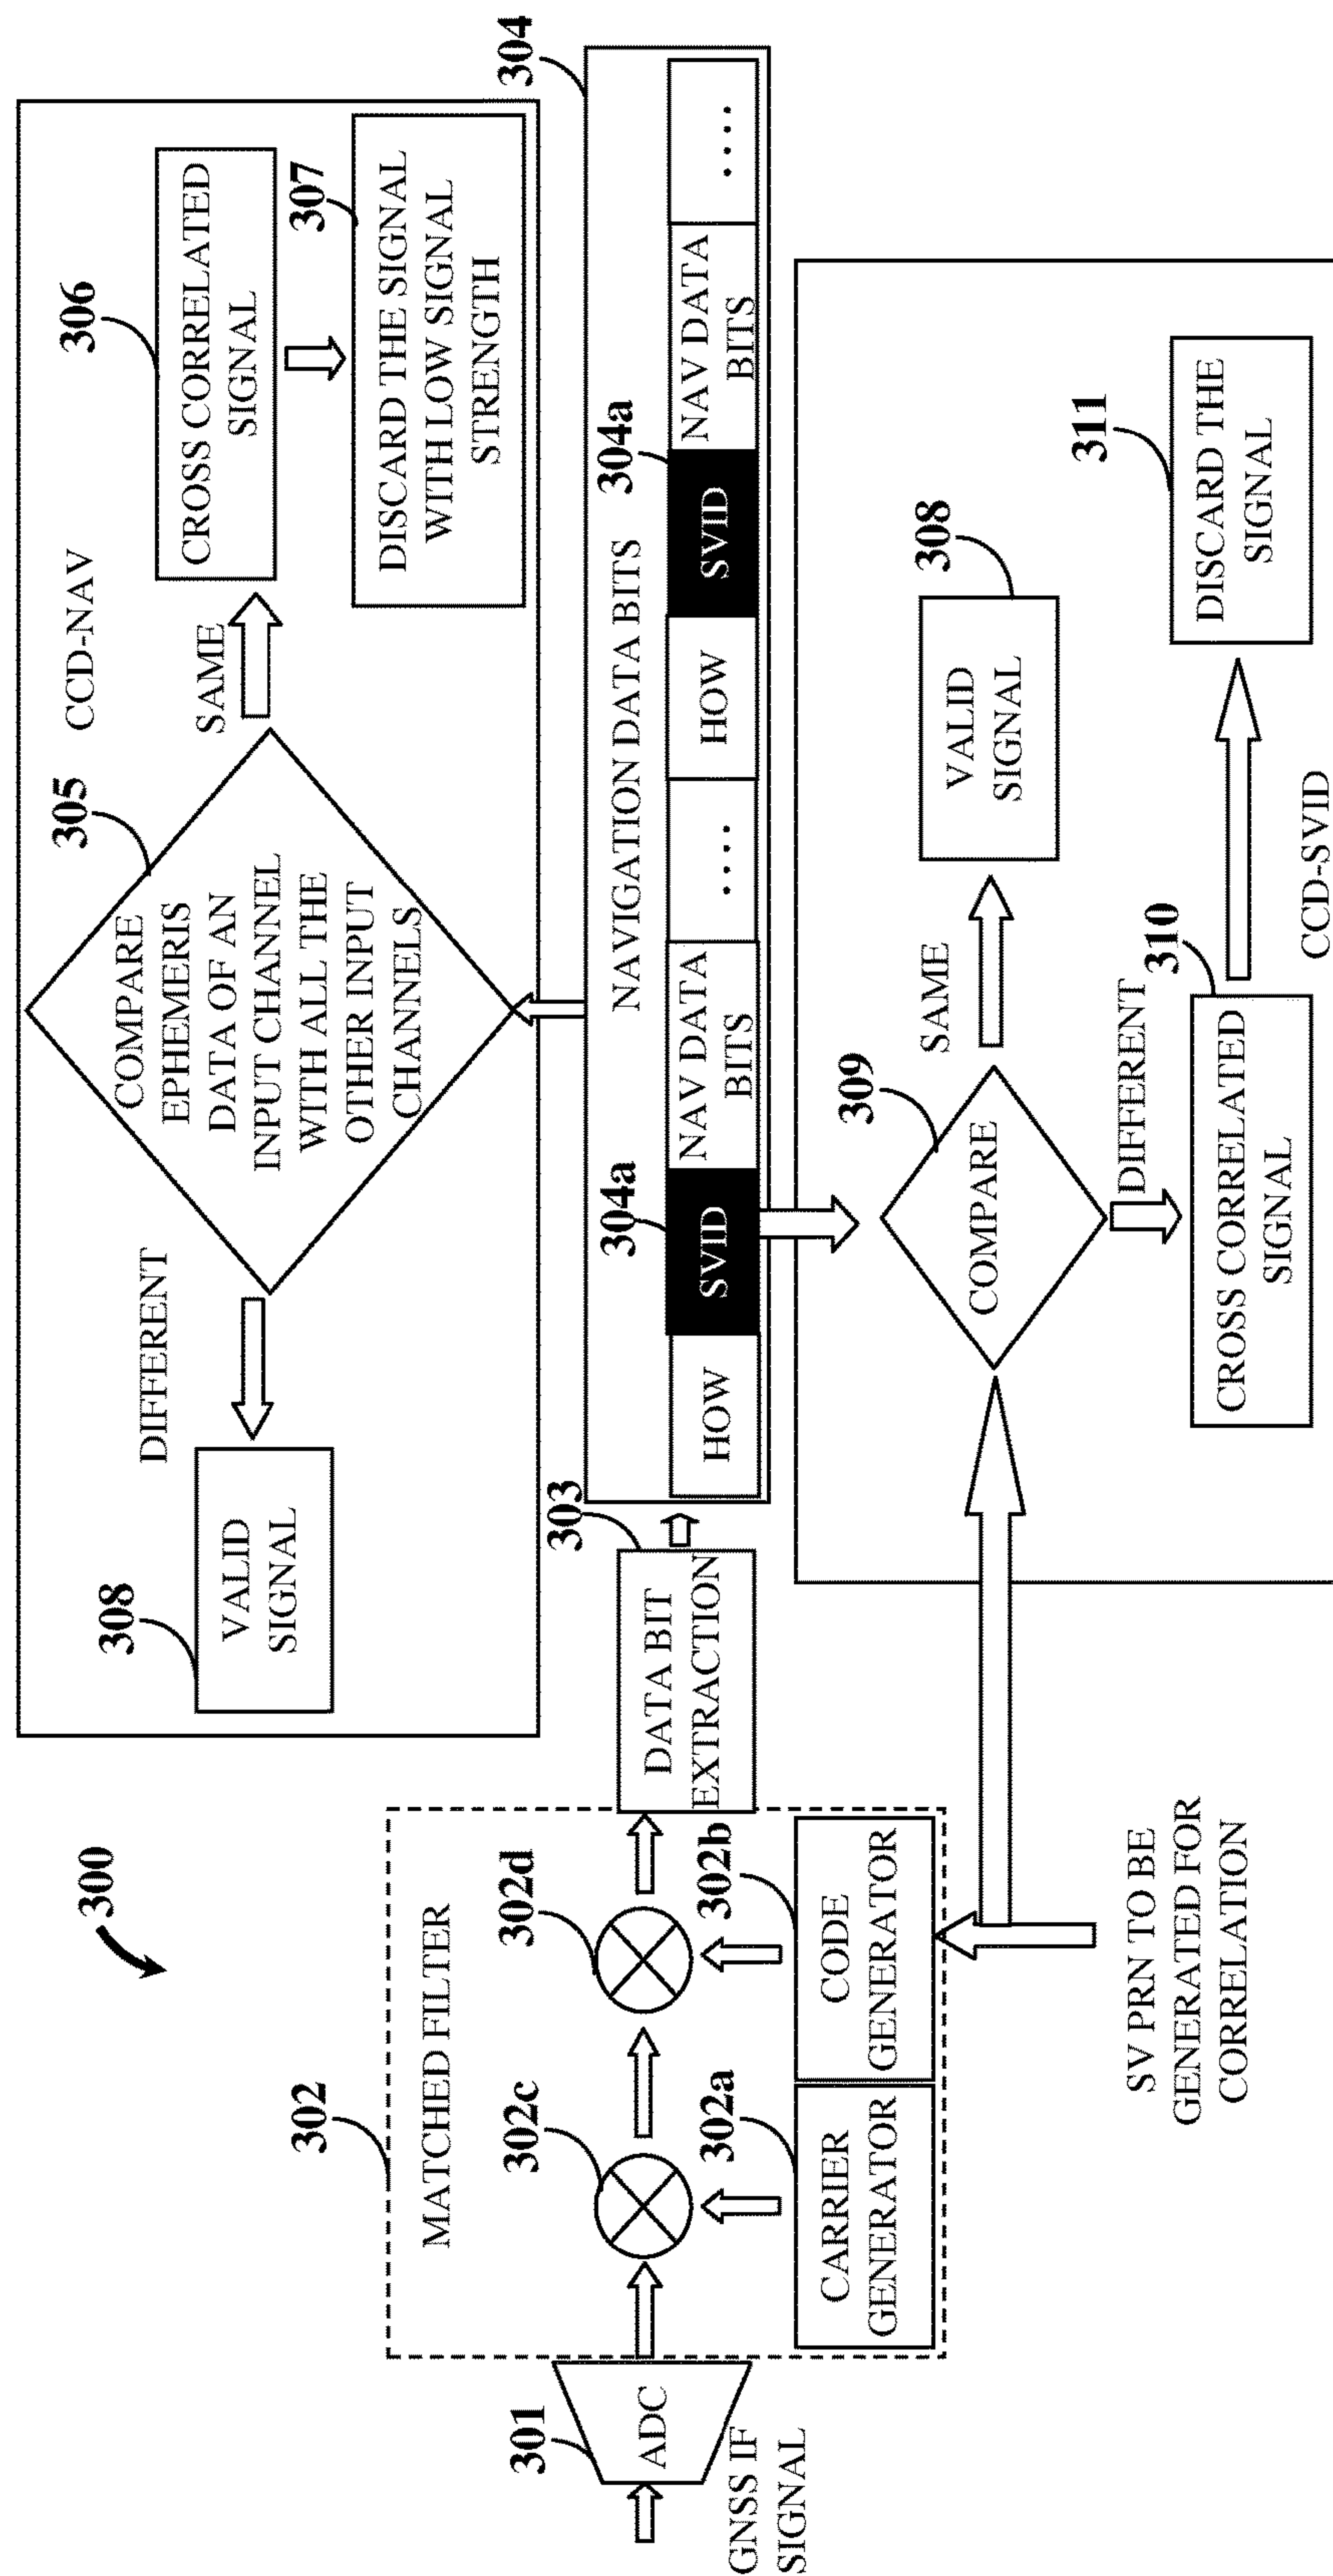 300
301
ADC
GNSS IF
SIGNAL
302
MATCHED FILTER
302c
302d
302a
302b
CARRIER
GENERATOR
CODE
GENERATOR
SV PRN TO BE
GENERATED FOR
CORRELATION
303
DATA BIT
EXTRACTION
304
NAVIGATION DATA BITS
304a
304a
HOW
SVID
NAV DATA
BITS
....
HOW
SVID
NAV DATA
BITS
....
CCD-NAV
305
COMPARE
EPHEMERIS
DATA OF AN
INPUT CHANNEL
WITH ALL THE
OTHER INPUT
CHANNELS
DIFFERENT
308
VALID
SIGNAL
SAME
306
CROSS CORRELATED
SIGNAL
307
DISCARD THE SIGNAL
WITH LOW SIGNAL
STRENGTH
309
COMPARE
SAME
308
VALID
SIGNAL
DIFFERENT
310
CROSS CORRELATED
SIGNAL
311
DISCARD THE
SIGNAL
CCD-SVID